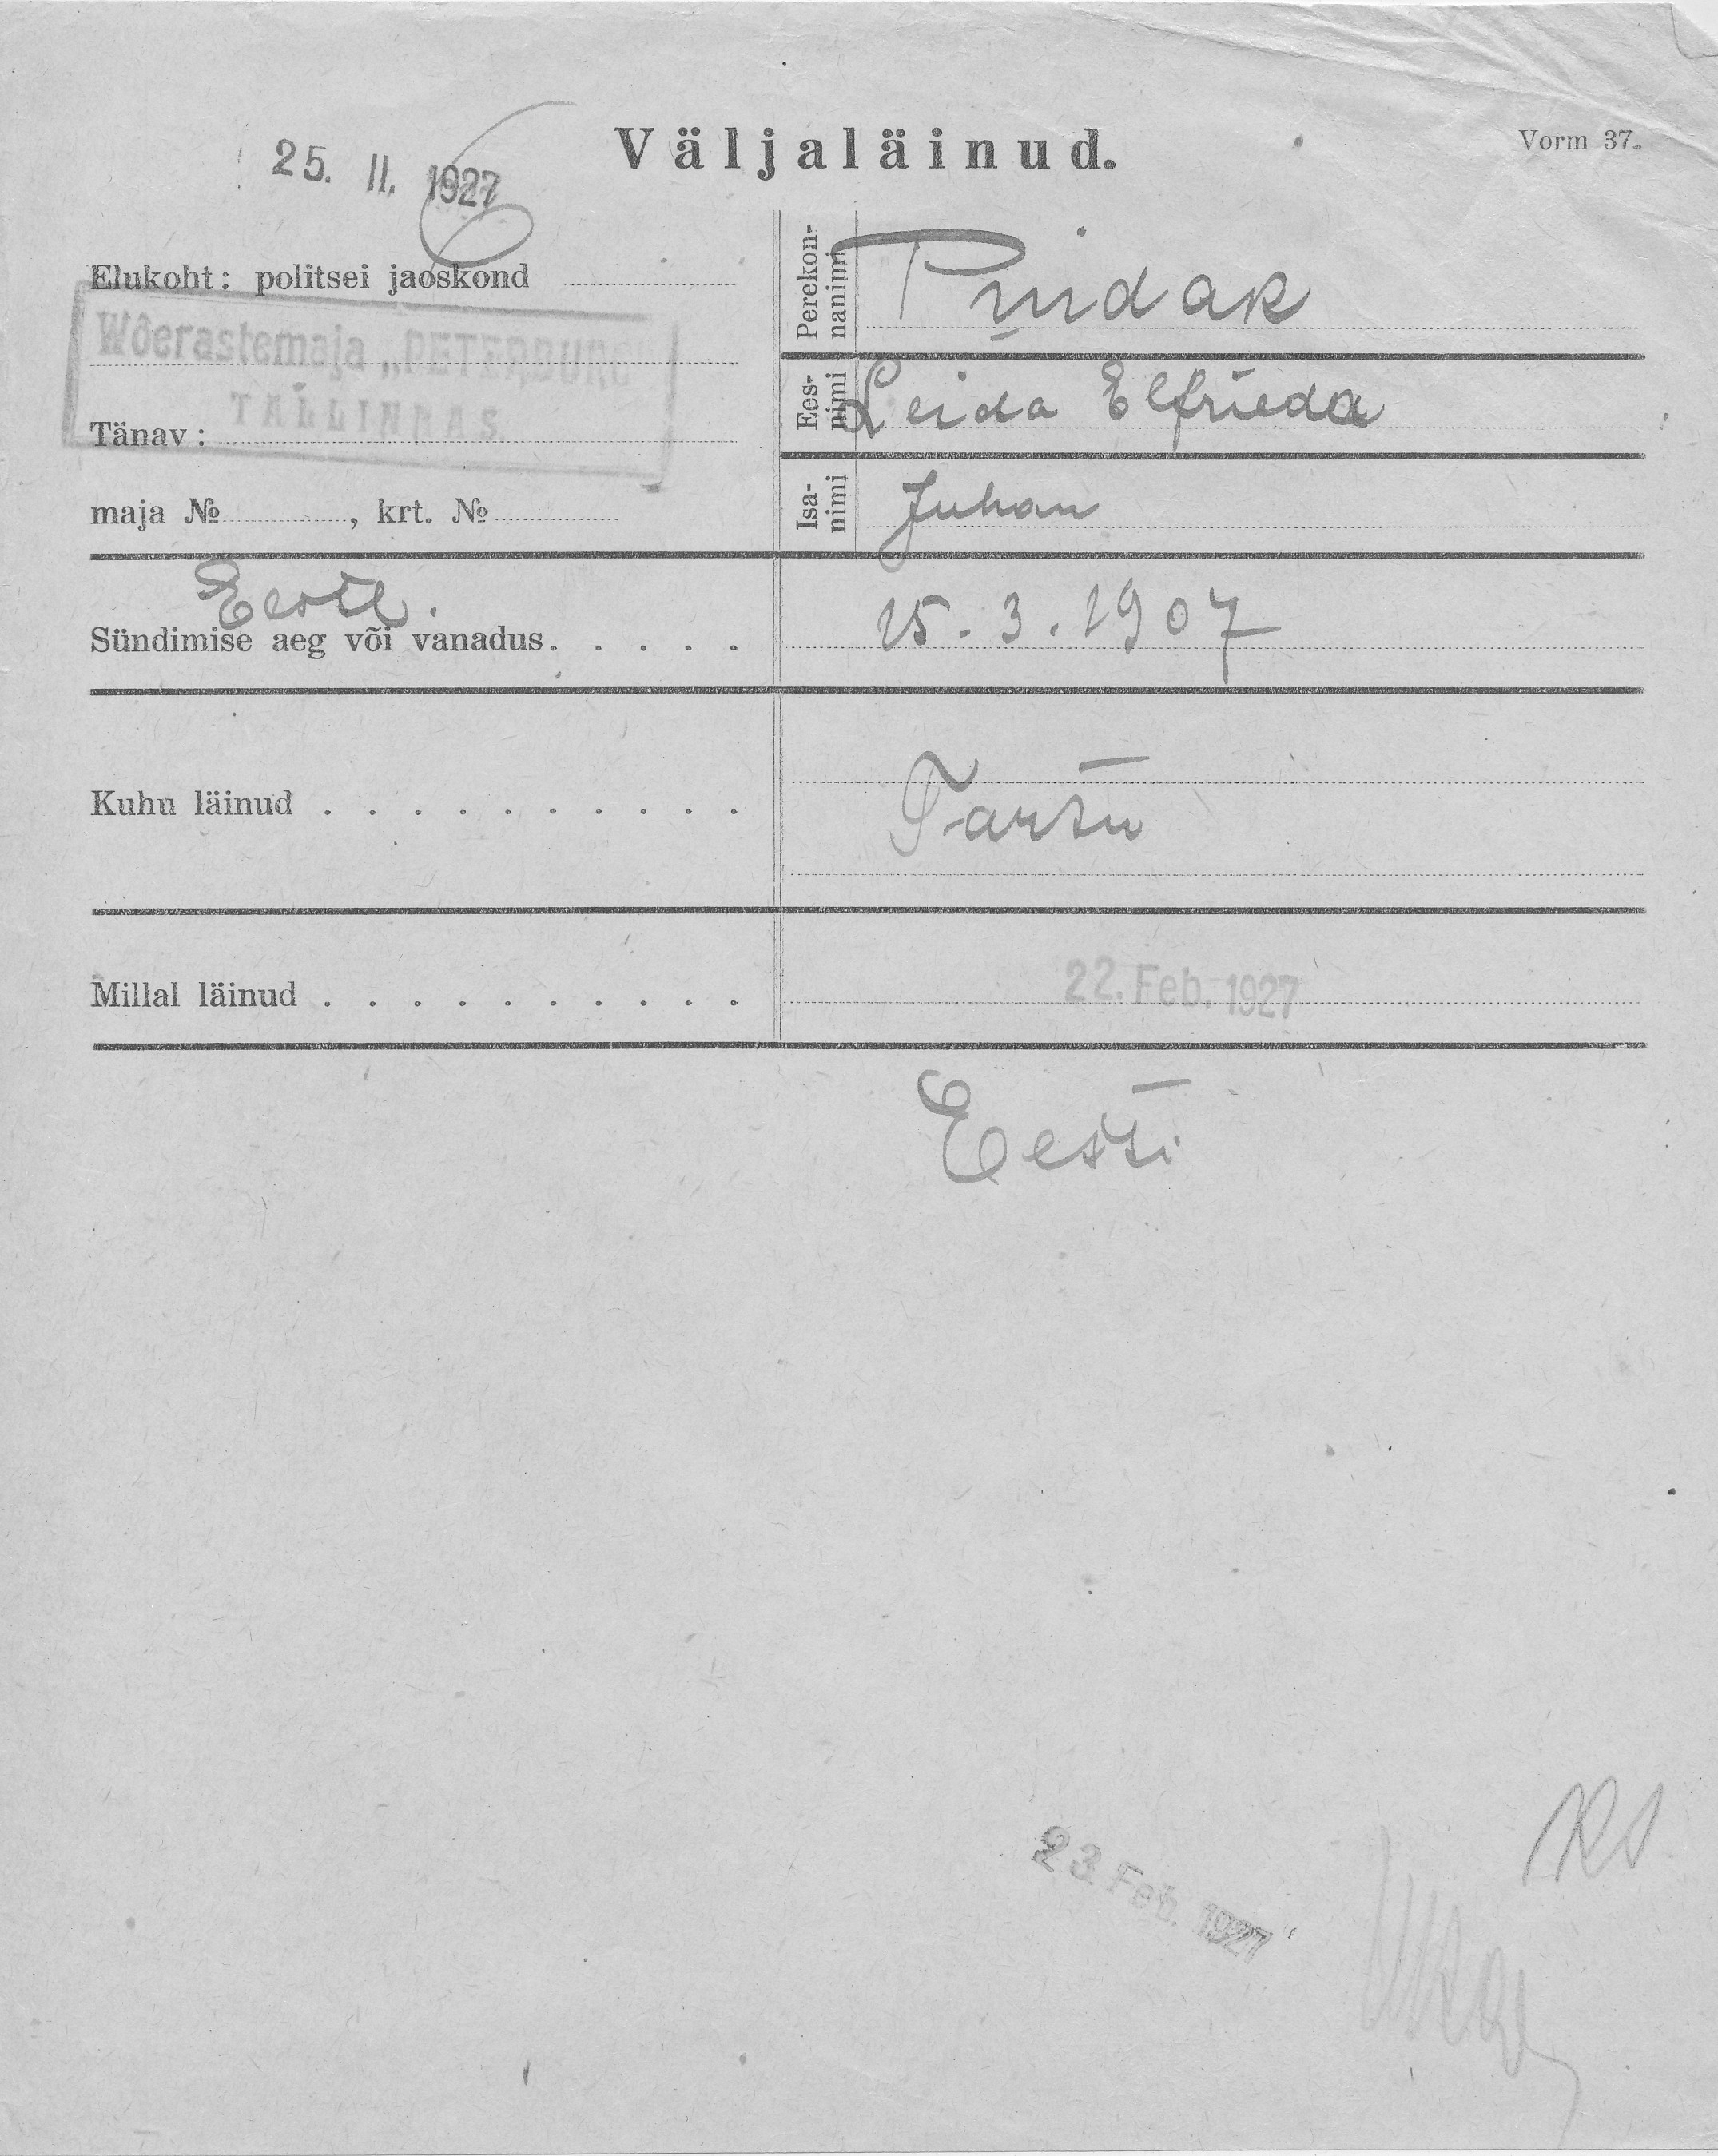 25. II. 1927
Väljaläinud.
Vorm 37.
Elukoht: politsei jaoskond
6
Wõerastemaja „PETERBURG
TALLINNAS.
Tänav:
maja № , krt. №
Perekon-
nanimi
Puidak
Ees-
nimi
Leida Elfrieda
Isa-
nimi
Juhan
Eesti.
Sündimise aeg või vanadus. . . . . .
15. 3. 1907
Kuhu läinud . . . . . . . . . .
Tartu
Millal läinud . . . . . . . . . .
22. Feb. 1927
Eesti
23. Feb. 1927